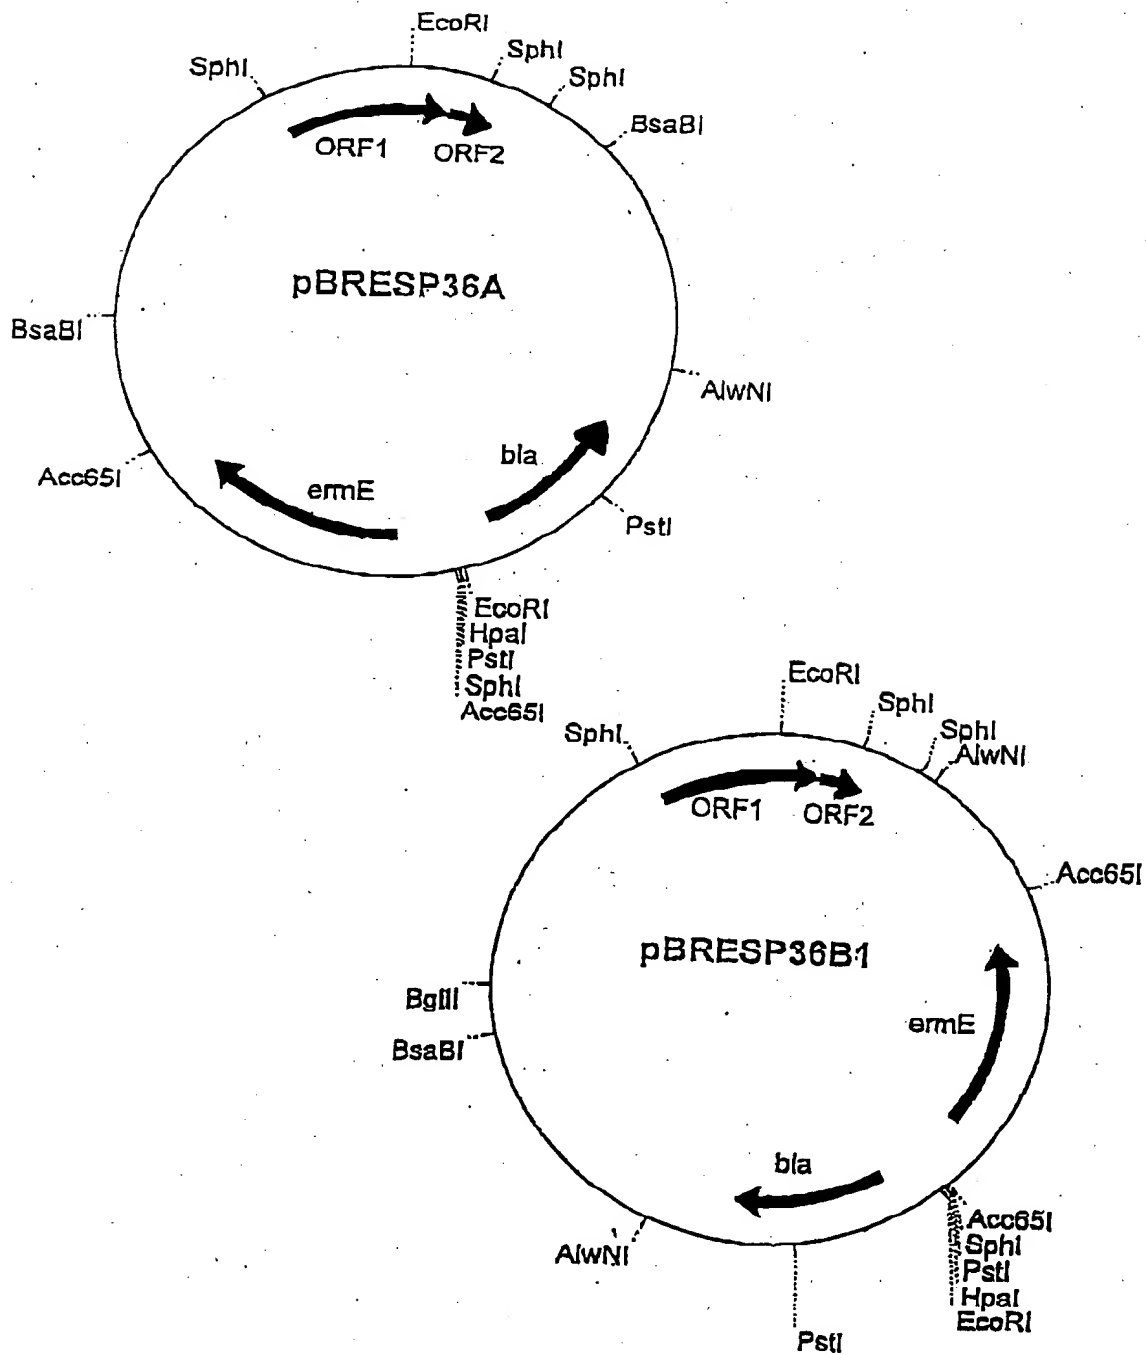 EcoRI
SphI
SphI
SphI
BsaBI
ORF1
ORF2
pBRESP36A
BsaBI
AlwNI
bla
Acc65I
ermE
PstI
EcoRI
HpaI
PstI
SphI
Acc65I
EcoRI
SphI
SphI
SphI
AlwNI
ORF1
ORF2
Acc65I
pBRESP36B1
BglII
ermE
BsaBI
bla
Acc65I
SphI
AlwNI
PstI
HpaI
EcoRI
PstI